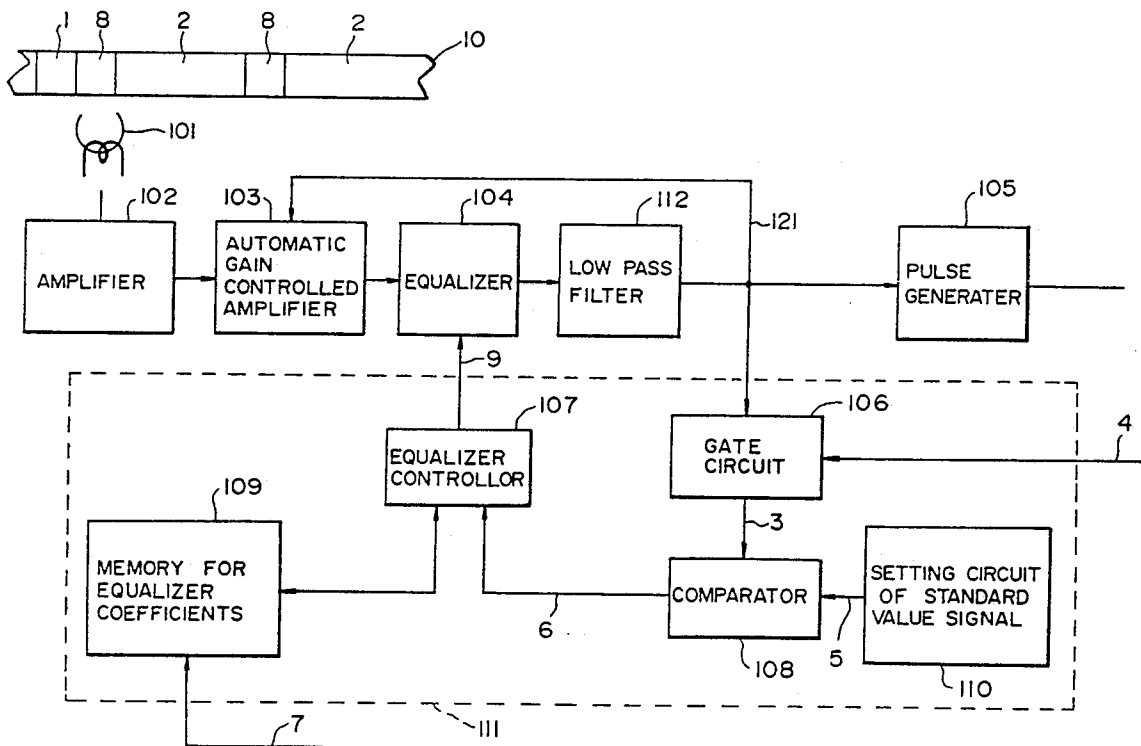 1 8 2 8 2 10
101
102 103 104 112 121 105
AMPLIFIER
AUTOMATIC
GAIN
CONTROLLED
AMPLIFIER
EQUALIZER
LOW PASS
FILTER
PULSE
GENERATER
9
107
106
4
EQUALIZER
CONTROLLOR
GATE
CIRCUIT
109
3
MEMORY FOR
EQUALIZER
COEFFICIENTS
COMPARATOR
SETTING CIRCUIT
OF STANDARD
VALUE SIGNAL
6
5
108
110
7
111